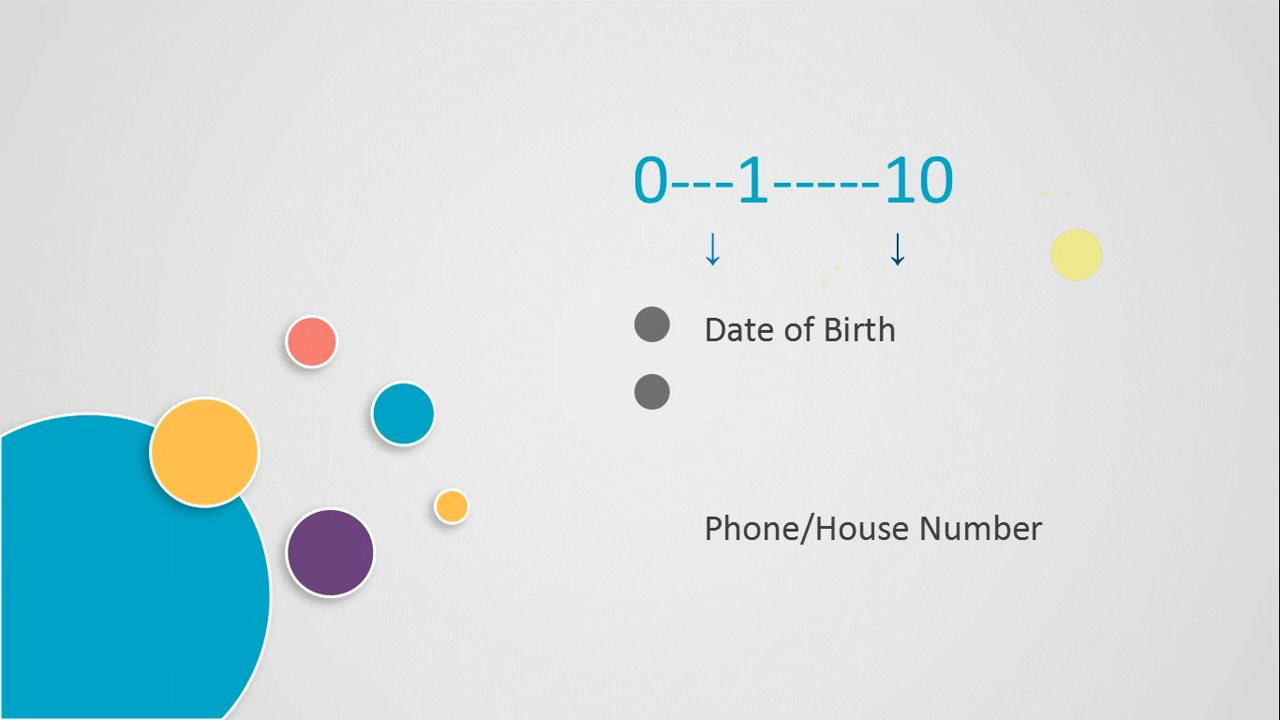 0---1-----10
↓ ↓
Date of Birth
Phone/House Number